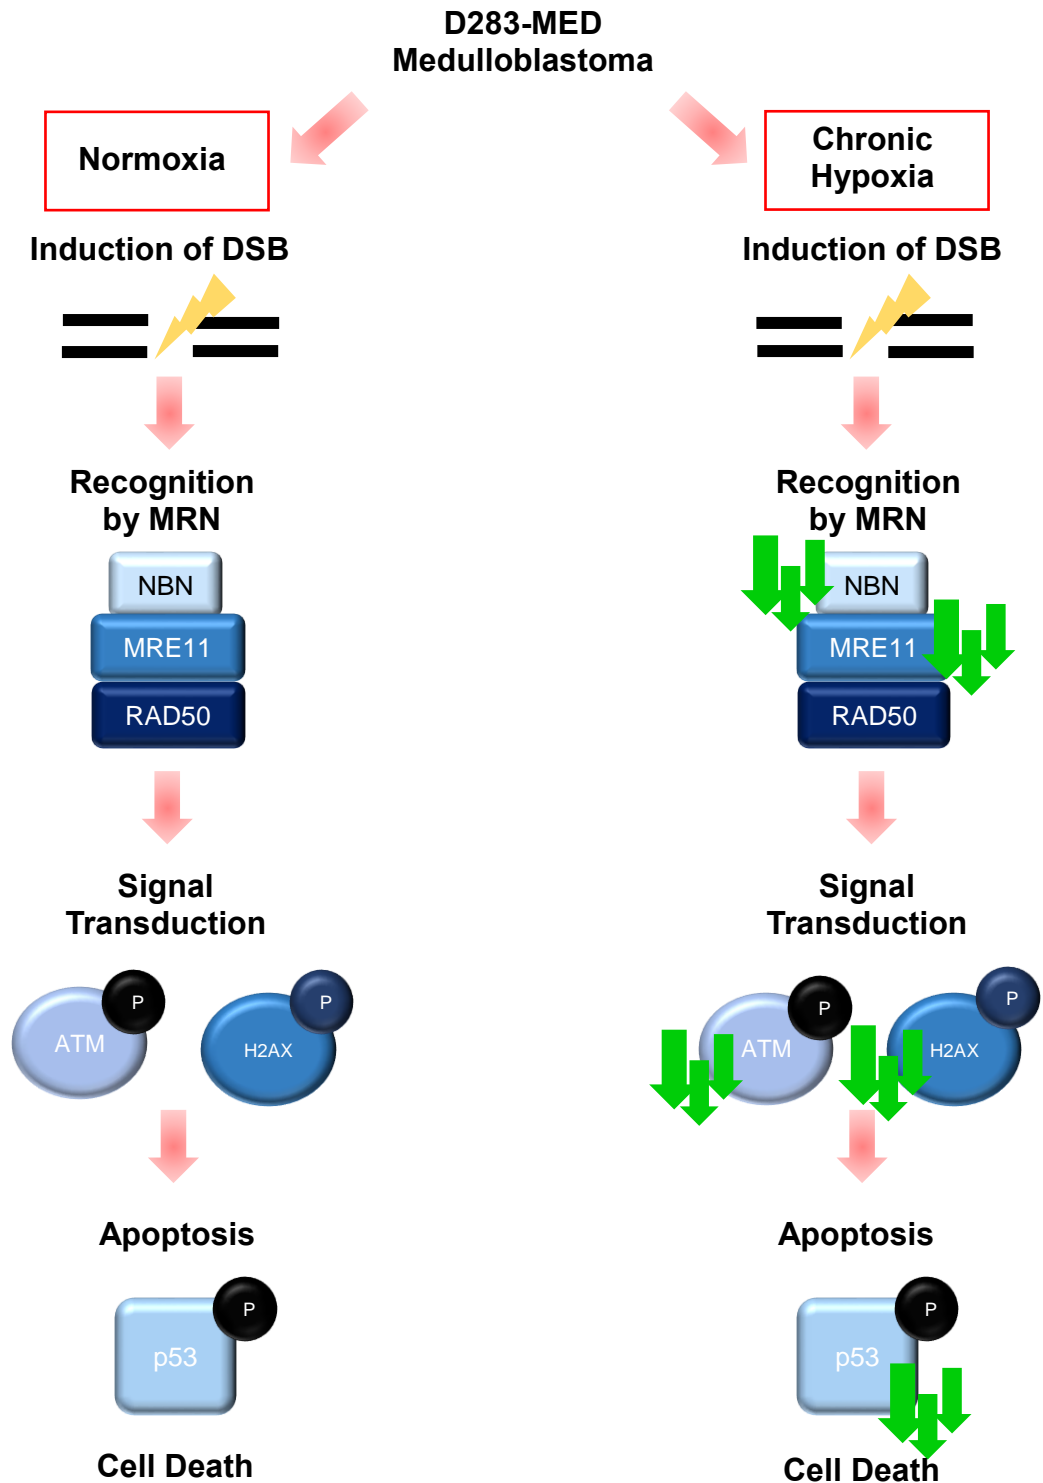 D283-MED
Medulloblastoma
Normoxia
Induction of DSB
Recognition
by MRN
NBN
MRE11
RAD50
Signal
Transduction
P
ATM
P
H2AX
Apoptosis
P
p53
Cell Death
Chronic
Hypoxia
Induction of DSB
Recognition
by MRN
NBN
MRE11
RAD50
Signal
Transduction
P
ATM
P
H2AX
Apoptosis
P
p53
Cell Death